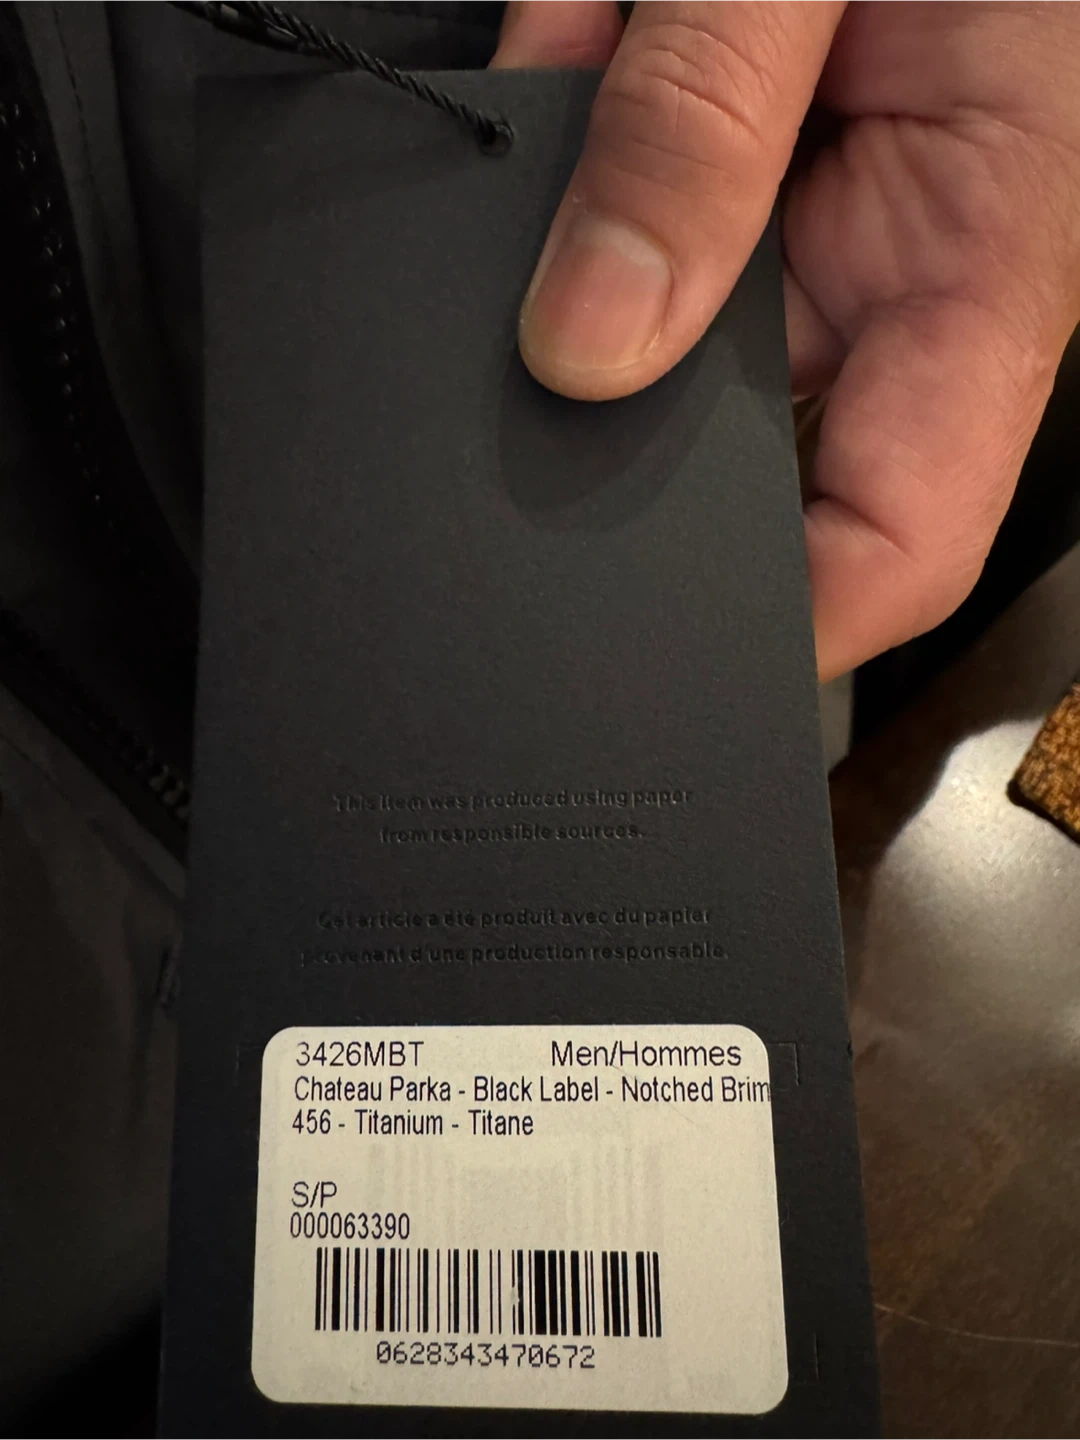 This item was produced using paper
from responsible sources.
Cet article a été produit avec du papier
provenant d'une production responsable.
3426MBT Men/Hommes
Chateau Parka - Black Label - Notched Brim
456 - Titanium - Titane
S/P
000063390
0628343470672